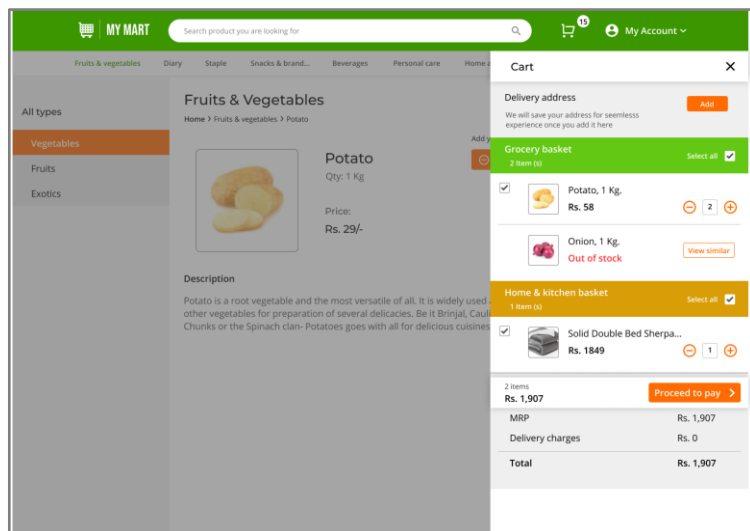 MY MART
Search product you are looking for
15
My Account
Fruits & vegetables Diary Staple Snacks & brand... Beverages Personal care Home a
All types
Vegetables
Fruits
Exotics
Fruits & Vegetables
Home > Fruits & vegetables > Potato
Add y
Potato
Qty: 1 Kg
Price:
Rs. 29/-
Description
Potato is a root vegetable and the most versatile of all. It is widely used a
other vegetables for preparation of several delicacies. Be it Brinjal, Cauli
Chunks or the Spinach clan- Potatoes goes with all for delicious cuisines
Cart
Delivery address
We will save your address for seemlesss
experience once you add it here
Add
Grocery basket
2 Item (s)
Select all
Potato, 1 Kg.
Rs. 58
2
Onion, 1 Kg.
Out of stock
View similar
Home & kitchen basket
1 Item (s)
Select all
Solid Double Bed Sherpa...
Rs. 1849
1
2 items
Rs. 1,907
Proceed to pay
MRP Rs. 1,907
Delivery charges Rs. 0
Total Rs. 1,907